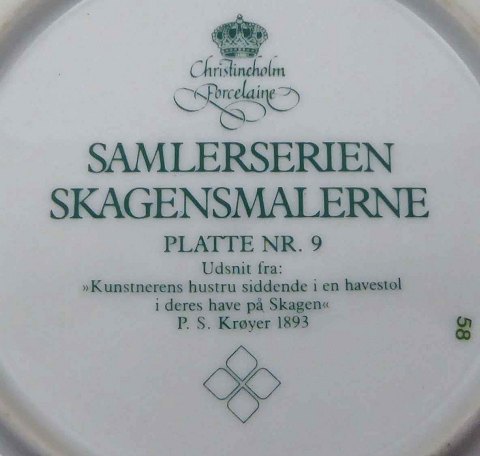 Christineholm
Porcelaine
SAMLERSERIEN
SKAGENSMALERNE
PLATTE NR. 9
Udsnit fra:
»Kunstnerens hustru siddende i en havestol
i deres have på Skagen«
P. S. Krøyer 1893
58